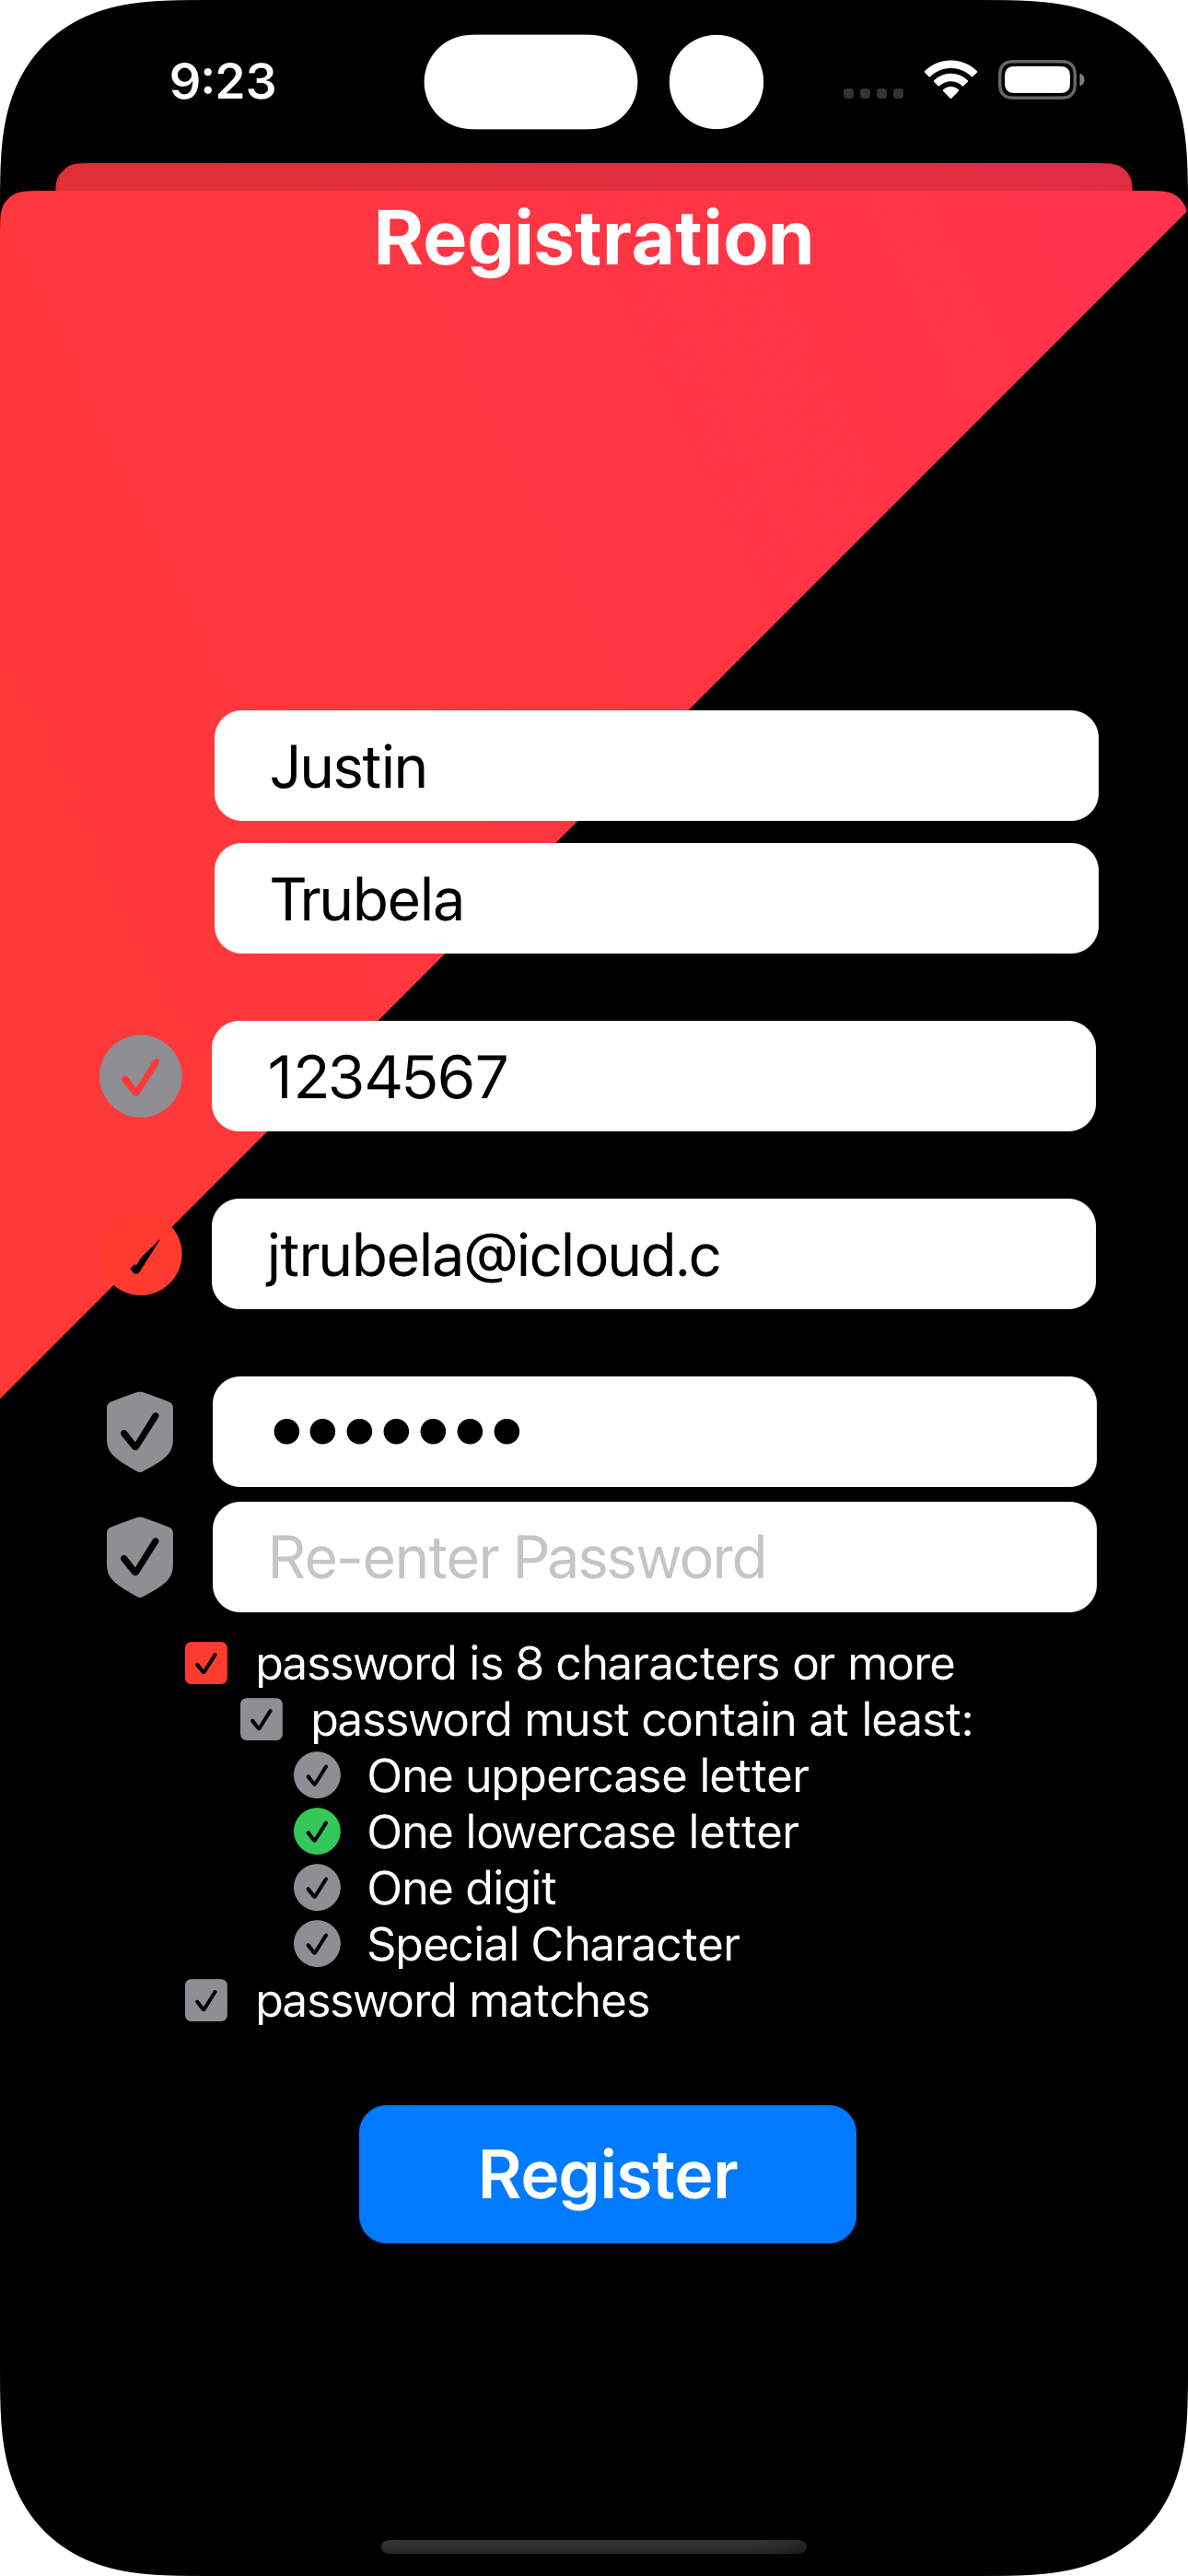 9:23
Registration
Justin
Trubela
1234567
jtrubela@icloud.c
•••••••
Re-enter Password
password is 8 characters or more
password must contain at least:
One uppercase letter
One lowercase letter
One digit
Special Character
password matches
Register